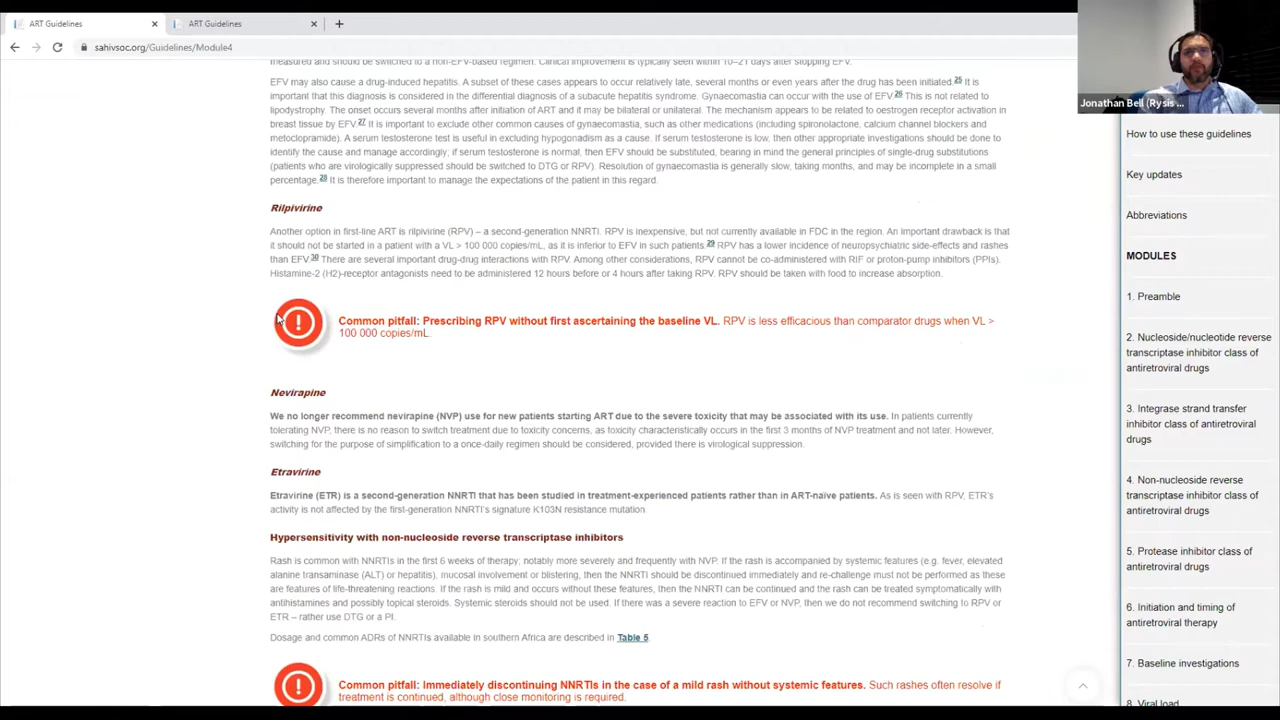 ART Guidelines
ART Guidelines
sahivsoc.org/Guidelines/Module4
Jonathan Bell (Rysis ...
measured and should be switched to a non-EFV-based regimen. Clinical improvement is typically seen within 10–21 days after stopping EFV.
EFV may also cause a drug-induced hepatitis. A subset of these cases appears to occur relatively late, several months or even years after the drug has been initiated.25 It is
important that this diagnosis is considered in the differential diagnosis of a subacute hepatitis syndrome. Gynaecomastia can occur with the use of EFV.26 This is not related to
lipodystrophy. The onset occurs several months after initiation of ART and it may be bilateral or unilateral. The mechanism appears to be related to oestrogen receptor activation in
breast tissue by EFV.27 It is important to exclude other common causes of gynaecomastia, such as other medications (including spironolactone, calcium channel blockers and
metoclopramide). A serum testosterone test is useful in excluding hypogonadism as a cause. If serum testosterone is low, then other appropriate investigations should be done to
identify the cause and manage accordingly; if serum testosterone is normal, then EFV should be substituted, bearing in mind the general principles of single-drug substitutions
(patients who are virologically suppressed should be switched to DTG or RPV). Resolution of gynaecomastia is generally slow, taking months, and may be incomplete in a small
percentage.28 It is therefore important to manage the expectations of the patient in this regard.
Rilpivirine
Another option in first-line ART is rilpivirine (RPV) – a second-generation NNRTI. RPV is inexpensive, but not currently available in FDC in the region. An important drawback is that
it should not be started in a patient with a VL > 100 000 copies/mL, as it is inferior to EFV in such patients.29 RPV has a lower incidence of neuropsychiatric side-effects and rashes
than EFV.30 There are several important drug-drug interactions with RPV. Among other considerations, RPV cannot be co-administered with RIF or proton-pump inhibitors (PPIs).
Histamine-2 (H2)-receptor antagonists need to be administered 12 hours before or 4 hours after taking RPV. RPV should be taken with food to increase absorption.
Common pitfall: Prescribing RPV without first ascertaining the baseline VL. RPV is less efficacious than comparator drugs when VL >
100 000 copies/mL.
Nevirapine
We no longer recommend nevirapine (NVP) use for new patients starting ART due to the severe toxicity that may be associated with its use. In patients currently
tolerating NVP, there is no reason to switch treatment due to toxicity concerns, as toxicity characteristically occurs in the first 3 months of NVP treatment and not later. However,
switching for the purpose of simplification to a once-daily regimen should be considered, provided there is virological suppression.
Etravirine
Etravirine (ETR) is a second-generation NNRTI that has been studied in treatment-experienced patients rather than in ART-naïve patients. As is seen with RPV, ETR's
activity is not affected by the first-generation NNRTI's signature K103N resistance mutation
Hypersensitivity with non-nucleoside reverse transcriptase inhibitors
Rash is common with NNRTIs in the first 6 weeks of therapy; notably more severely and frequently with NVP. If the rash is accompanied by systemic features (e.g. fever, elevated
alanine transaminase (ALT) or hepatitis), mucosal involvement or blistering, then the NNRTI should be discontinued immediately and re-challenge must not be performed as these
are features of life-threatening reactions. If the rash is mild and occurs without these features, then the NNRTI can be continued and the rash can be treated symptomatically with
antihistamines and possibly topical steroids. Systemic steroids should not be used. If there was a severe reaction to EFV or NVP, then we do not recommend switching to RPV or
ETR – rather use DTG or a PI.
Dosage and common ADRs of NNRTIs available in southern Africa are described in Table 5.
Common pitfall: Immediately discontinuing NNRTIs in the case of a mild rash without systemic features. Such rashes often resolve if
treatment is continued, although close monitoring is required.
How to use these guidelines
Key updates
Abbreviations
MODULES
1. Preamble
2. Nucleoside/nucleotide reverse
transcriptase inhibitor class of
antiretroviral drugs
3. Integrase strand transfer
inhibitor class of antiretroviral
drugs
4. Non-nucleoside reverse
transcriptase inhibitor class of
antiretroviral drugs
5. Protease inhibitor class of
antiretroviral drugs
6. Initiation and timing of
antiretroviral therapy
7. Baseline investigations
8. Viral load